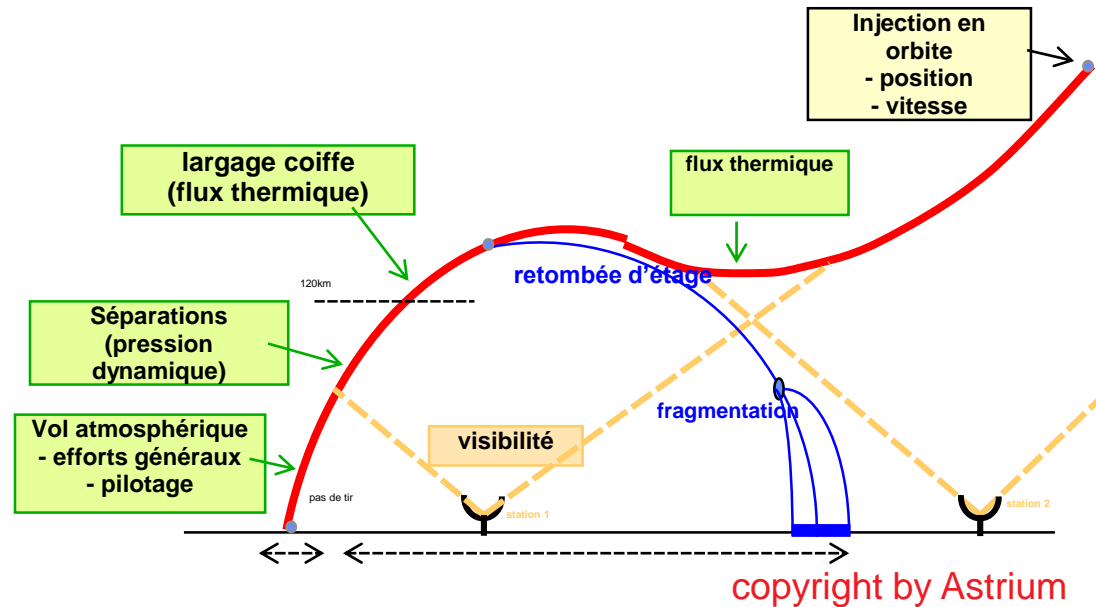 Injection en
orbite
- position
- vitesse
largage coiffe
(flux thermique)
flux thermique
retombée d’étage
120km
Séparations
(pression
dynamique)
fragmentation
Vol atmosphérique
- efforts généraux
- pilotage
visibilité
pas de tir
station 1
station 2
copyright by Astrium